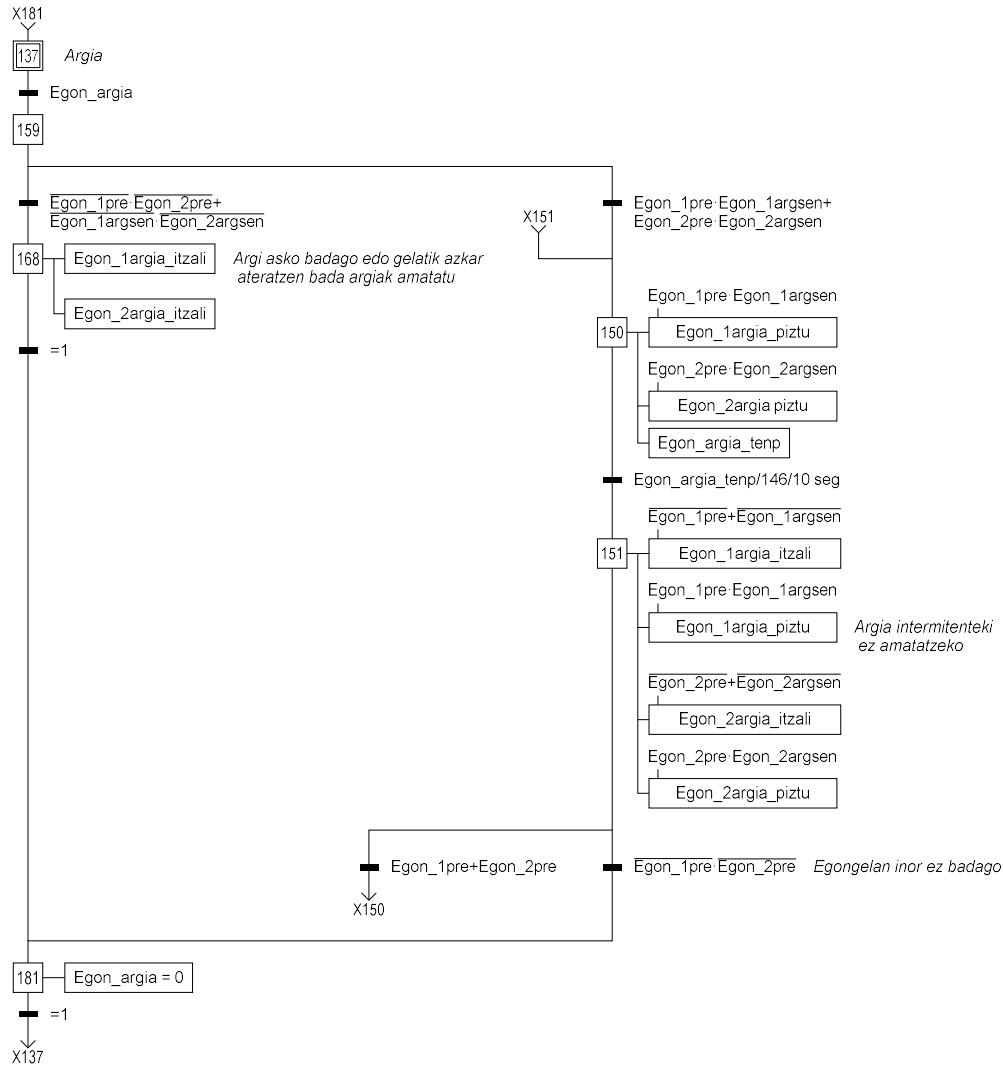 X181
137
Argia
Egon_argia
159
Egon_1pre·Egon_2pre+
Egon_1argsen·Egon_2argsen
Egon_1pre·Egon_1argsen+
Egon_2pre·Egon_2argsen
X151
168
Egon_1argia_itzali
Argi asko badago edo gelatik azkar
ateratzen bada argiak amatatu
Egon_2argia_itzali
=1
Egon_1pre·Egon_1argsen
150
Egon_1argia_piztu
Egon_2pre·Egon_2argsen
Egon_2argia piztu
Egon_argia_tenp
Egon_argia_tenp/146/10 seg
Egon_1pre+Egon_1argsen
151
Egon_1argia_itzali
Egon_1pre·Egon_1argsen
Egon_1argia_piztu
Argia intermitenteki
ez amatatzeko
Egon_2pre+Egon_2argsen
Egon_2argia_itzali
Egon_2pre·Egon_2argsen
Egon_2argia_piztu
Egon_1pre+Egon_2pre
X150
Egon_1pre·Egon_2pre
Egongelan inor ez badago
181
Egon_argia = 0
=1
X137